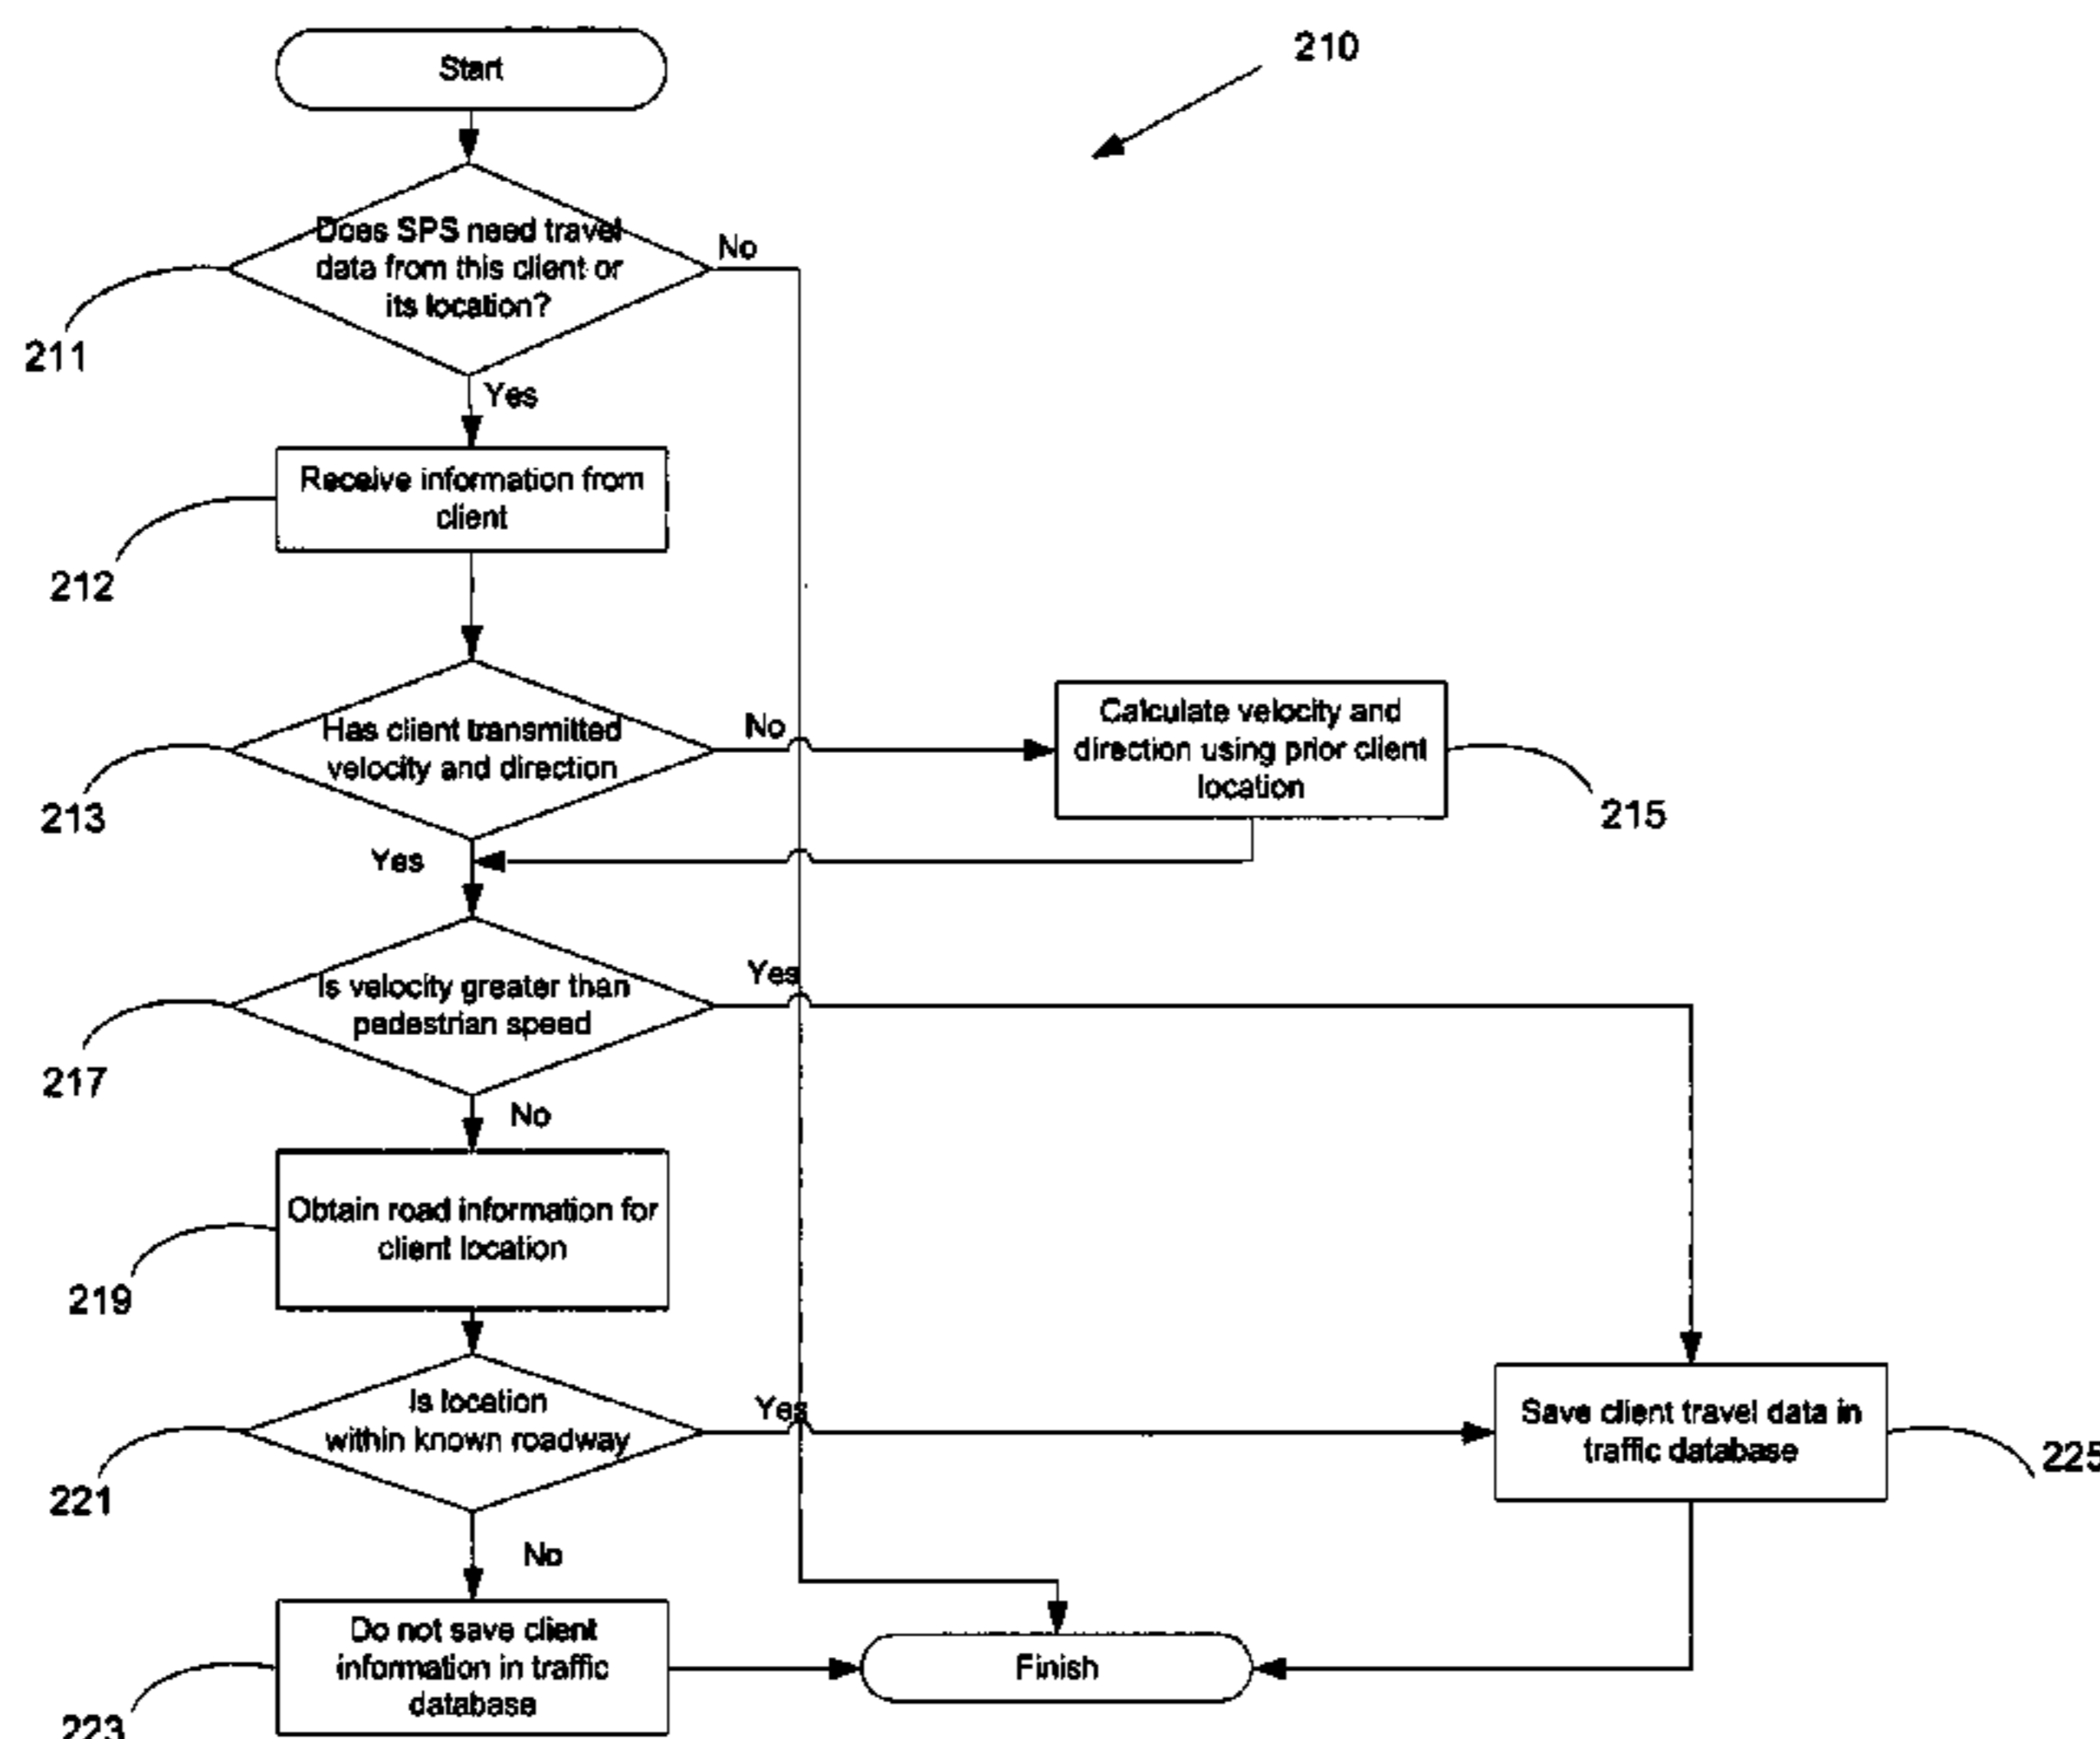 Start
210
Does SPS need travel
data from this client or
its location?
No
211
Yes
Receive information from
client
212
Has client transmitted
velocity and direction
No
213
Calculate velocity and
direction using prior client
location
215
Yes
Is velocity greater than
pedestrian speed
Yes
217
No
Obtain road information for
client location
219
Is location
within known roadway
Yes
221
Save client travel data in
traffic database
225
No
Do not save client
information in traffic
database
223
Finish